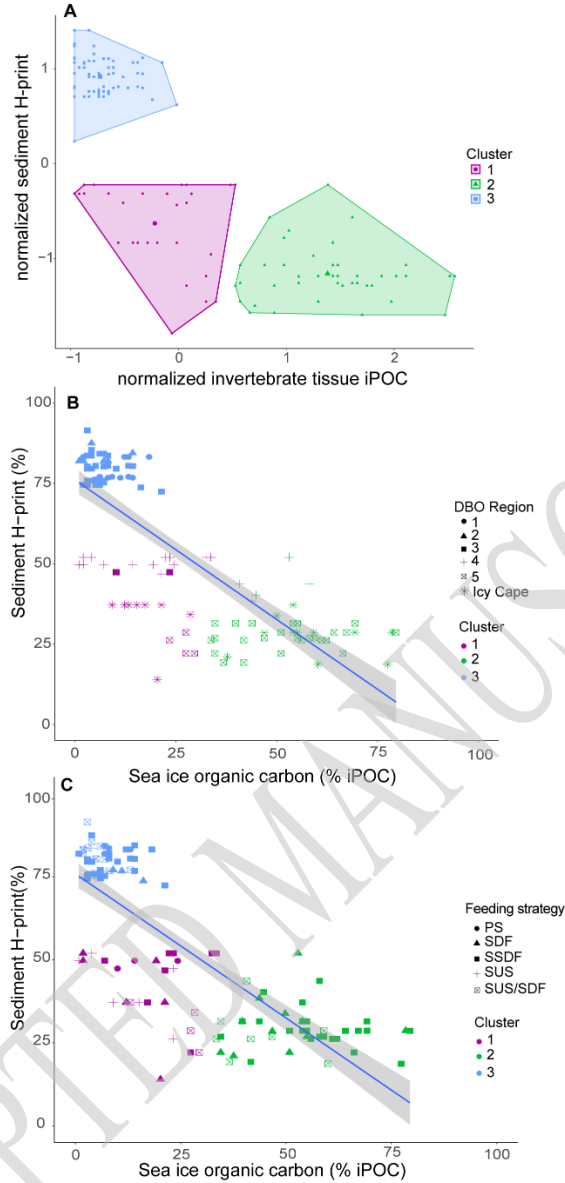 A
normalized sediment H-print
1
0
−1
−1
0
1
2
normalized invertebrate tissue iPOC
Cluster
1
2
3
B
Sediment H−print (%)
100
75
50
25
0
0
25
50
75
100
Sea ice organic carbon (% iPOC)
DBO Region
1
2
3
4
5
Icy Cape
Cluster
1
2
3
C
Sediment H-print(%)
100
75
50
25
0
0
25
50
75
100
Sea ice organic carbon (% iPOC)
Feeding strategy
PS
SDF
SSDF
SUS
SUS/SDF
Cluster
1
2
3
PTED MANUS